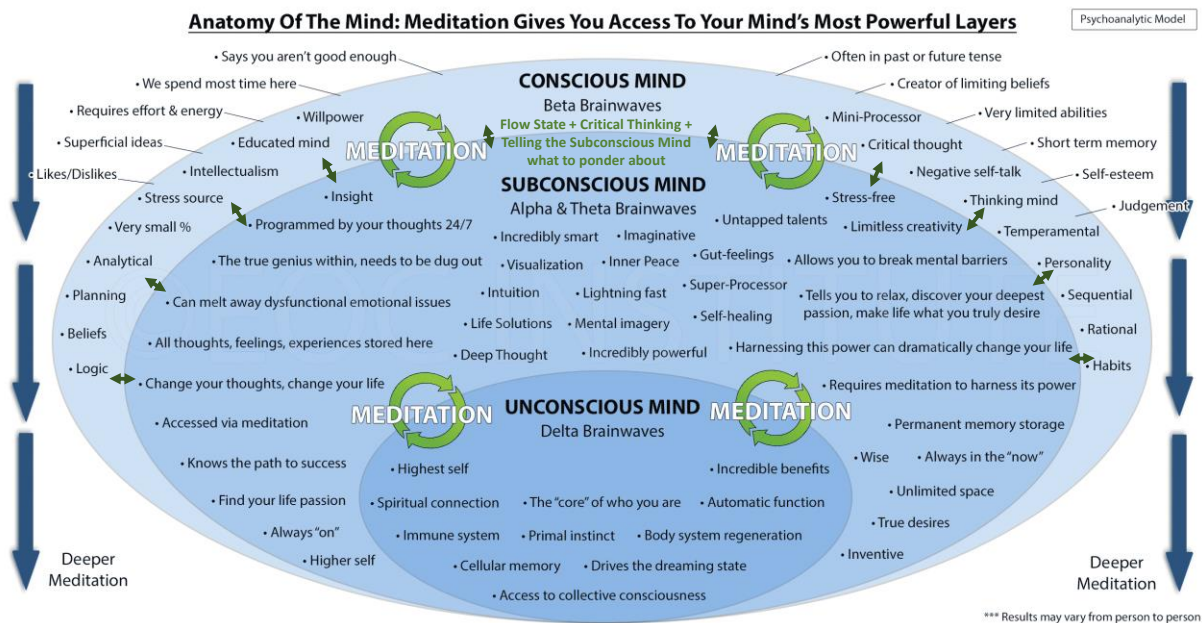 Anatomy Of The Mind: Meditation Gives You Access To Your Mind's Most Powerful Layers
Psychoanalytic Model
• Says you aren't good enough
• We spend most time here
• Requires effort & energy
• Superficial ideas
• Likes/Dislikes
• Willpower
• Educated mind
• Intellectualism
• Stress source
• Very small %
• Analytical
• Planning
• Beliefs
• Logic
CONSCIOUS MIND
Beta Brainwaves
Flow State + Critical Thinking +
Telling the Subconscious Mind
what to ponder about
MEDITATION
MEDITATION
• Often in past or future tense
• Creator of limiting beliefs
• Very limited abilities
• Short term memory
• Self-esteem
• Judgement
• Mini-Processor
• Critical thought
• Negative self-talk
• Thinking mind
• Temperamental
• Personality
• Sequential
• Rational
• Habits
SUBCONSCIOUS MIND
Alpha & Theta Brainwaves
• Insight
• Programmed by your thoughts 24/7
• The true genius within, needs to be dug out
• Can melt away dysfunctional emotional issues
• All thoughts, feelings, experiences stored here
• Change your thoughts, change your life
• Accessed via meditation
• Knows the path to success
• Find your life passion
• Always "on"
• Higher self
• Incredibly smart
• Imaginative
• Visualization
• Inner Peace
• Gut-feelings
• Intuition
• Lightning fast
• Super-Processor
• Life Solutions
• Mental imagery
• Self-healing
• Deep Thought
• Incredibly powerful
• Stress-free
• Untapped talents
• Limitless creativity
• Allows you to break mental barriers
• Tells you to relax, discover your deepest
passion, make life what you truly desire
• Harnessing this power can dramatically change your life
• Requires meditation to harness its power
• Permanent memory storage
• Wise
• Always in the "now"
• Unlimited space
• True desires
• Inventive
MEDITATION
MEDITATION
UNCONSCIOUS MIND
Delta Brainwaves
• Highest self
• Incredible benefits
• Spiritual connection
• The "core" of who you are
• Automatic function
• Immune system
• Primal instinct
• Body system regeneration
• Cellular memory
• Drives the dreaming state
• Access to collective consciousness
Deeper
Meditation
Deeper
Meditation
*** Results may vary from person to person